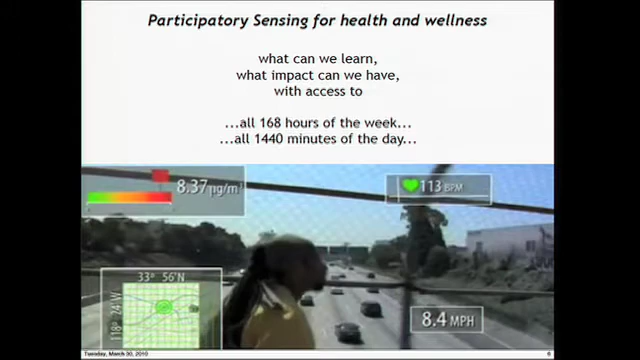 Participatory Sensing for health and wellness
what can we learn,
what impact can we have,
with access to
...all 168 hours of the week...
...all 1440 minutes of the day...
8.37 µg/m³
113 BPM
33° 56'N
118° 24'W
8.4 MPH
Tuesday, March 30, 2010